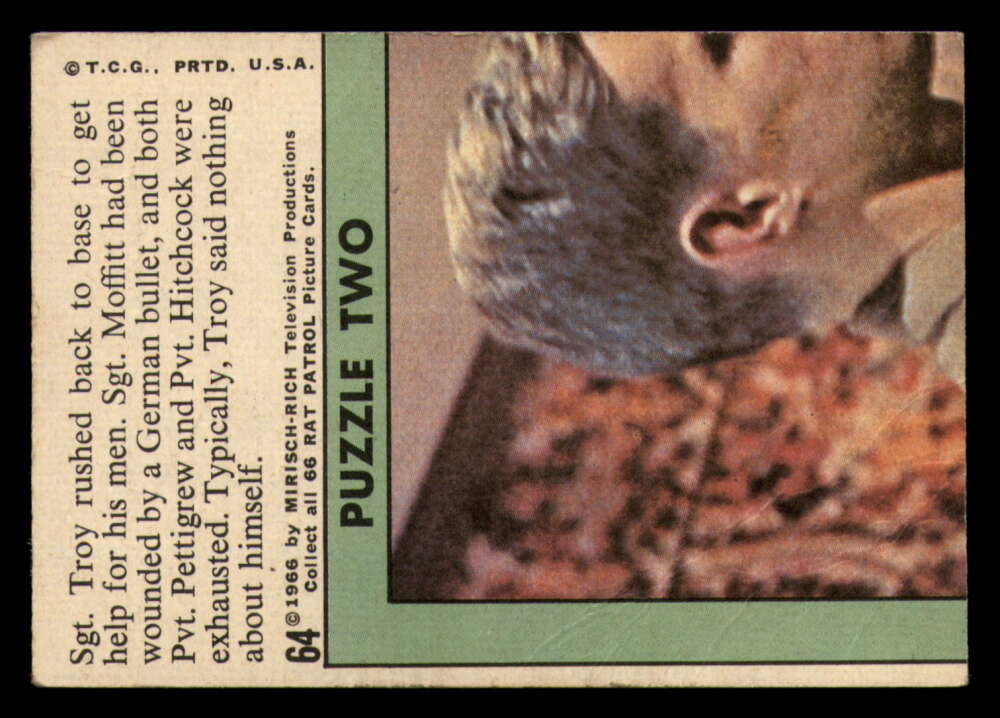 © T.C.G., PRTD. U.S.A.
Sgt. Troy rushed back to base to get
help for his men. Sgt. Moffitt had been
wounded by a German bullet, and both
Pvt. Pettigrew and Pvt. Hitchcock were
exhausted. Typically, Troy said nothing
about himself.
64 ©1966 by MIRISCH-RICH Television Productions
Collect all 66 RAT PATROL Picture Cards.
PUZZLE TWO